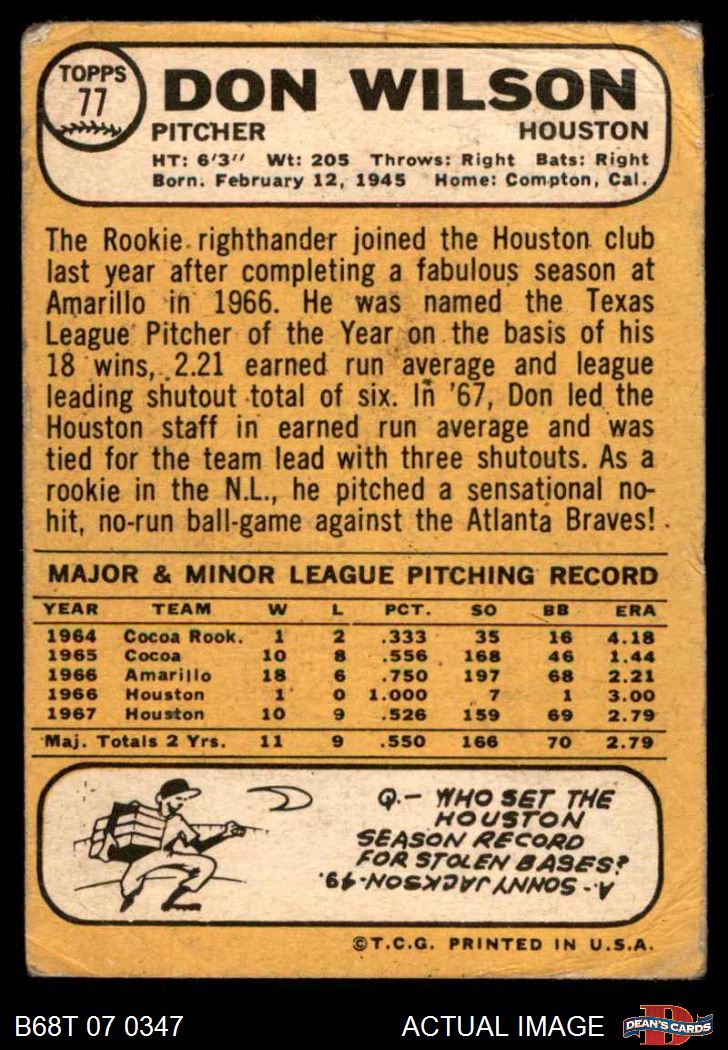 TOPPS
77
DON WILSON
PITCHER HOUSTON
HT: 6'3" Wt: 205 Throws: Right Bats: Right
Born: February 12, 1945 Home: Compton, Cal.
The Rookie righthander joined the Houston club
last year after completing a fabulous season at
Amarillo in 1966. He was named the Texas
League Pitcher of the Year on the basis of his
18 wins, 2.21 earned run average and league
leading shutout total of six. In '67, Don led the
Houston staff in earned run average and was
tied for the team lead with three shutouts. As a
rookie in the N.L., he pitched a sensational no-
hit, no-run ball-game against the Atlanta Braves!
MAJOR & MINOR LEAGUE PITCHING RECORD
YEAR TEAM W L PCT. SO BB ERA
1964 Cocoa Rook. 1 2 .333 35 16 4.18
1965 Cocoa 10 8 .556 168 46 1.44
1966 Amarillo 18 6 .750 197 68 2.21
1966 Houston 1 0 1.000 7 1 3.00
1967 Houston 10 9 .526 159 69 2.79
Maj. Totals 2 Yrs. 11 9 .550 166 70 2.79
Q.- WHO SET THE
HOUSTON
SEASON RECORD
FOR STOLEN BASES?
A.- SONNY JACKSON-49.
©T.C.G. PRINTED IN U.S.A.
B68T 07 0347 ACTUAL IMAGE
D
DEAN'S CARDS